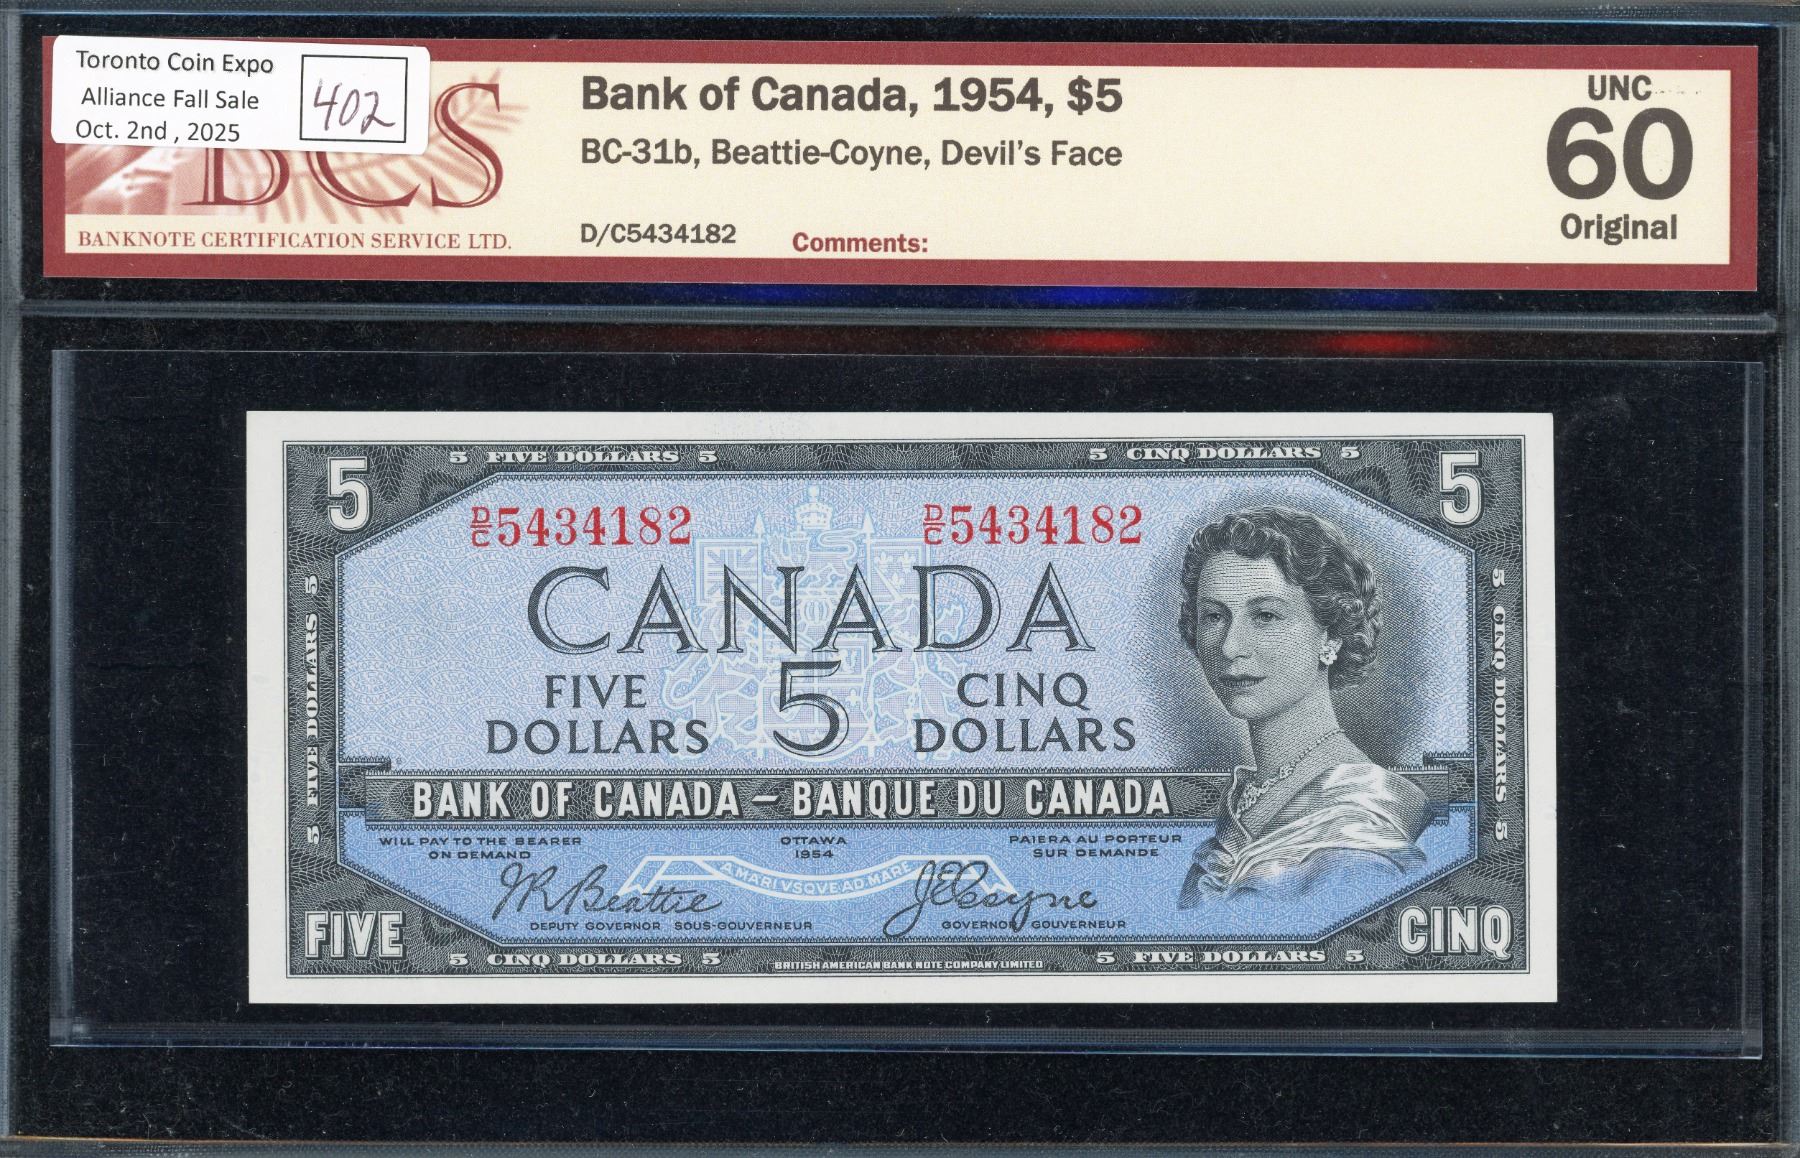 Toronto Coin Expo
Alliance Fall Sale
Oct. 2nd , 2025
402
BCS
BANKNOTE CERTIFICATION SERVICE LTD.
Bank of Canada, 1954, $5
BC-31b, Beattie-Coyne, Devil's Face
D/C5434182
Comments:
UNC
60
Original
5 FIVE DOLLARS 5 5 CINQ DOLLARS 5
5 5
D/C5434182 D/C5434182
CANADA
FIVE DOLLARS
5
CINQ DOLLARS
5 FIVE DOLLARS 5
5 CINQ DOLLARS 5
BANK OF CANADA – BANQUE DU CANADA
WILL PAY TO THE BEARER
ON DEMAND
OTTAWA
1954
PAIERA AU PORTEUR
SUR DEMANDE
A MARI VSQVE AD MARE
JRBeattie
JECoyne
DEPUTY GOVERNOR SOUS-GOUVERNEUR
GOVERNOR GOUVERNEUR
FIVE CINQ
5 CINQ DOLLARS 5 BRITISH AMERICAN BANK NOTE COMPANY LIMITED 5 FIVE DOLLARS 5